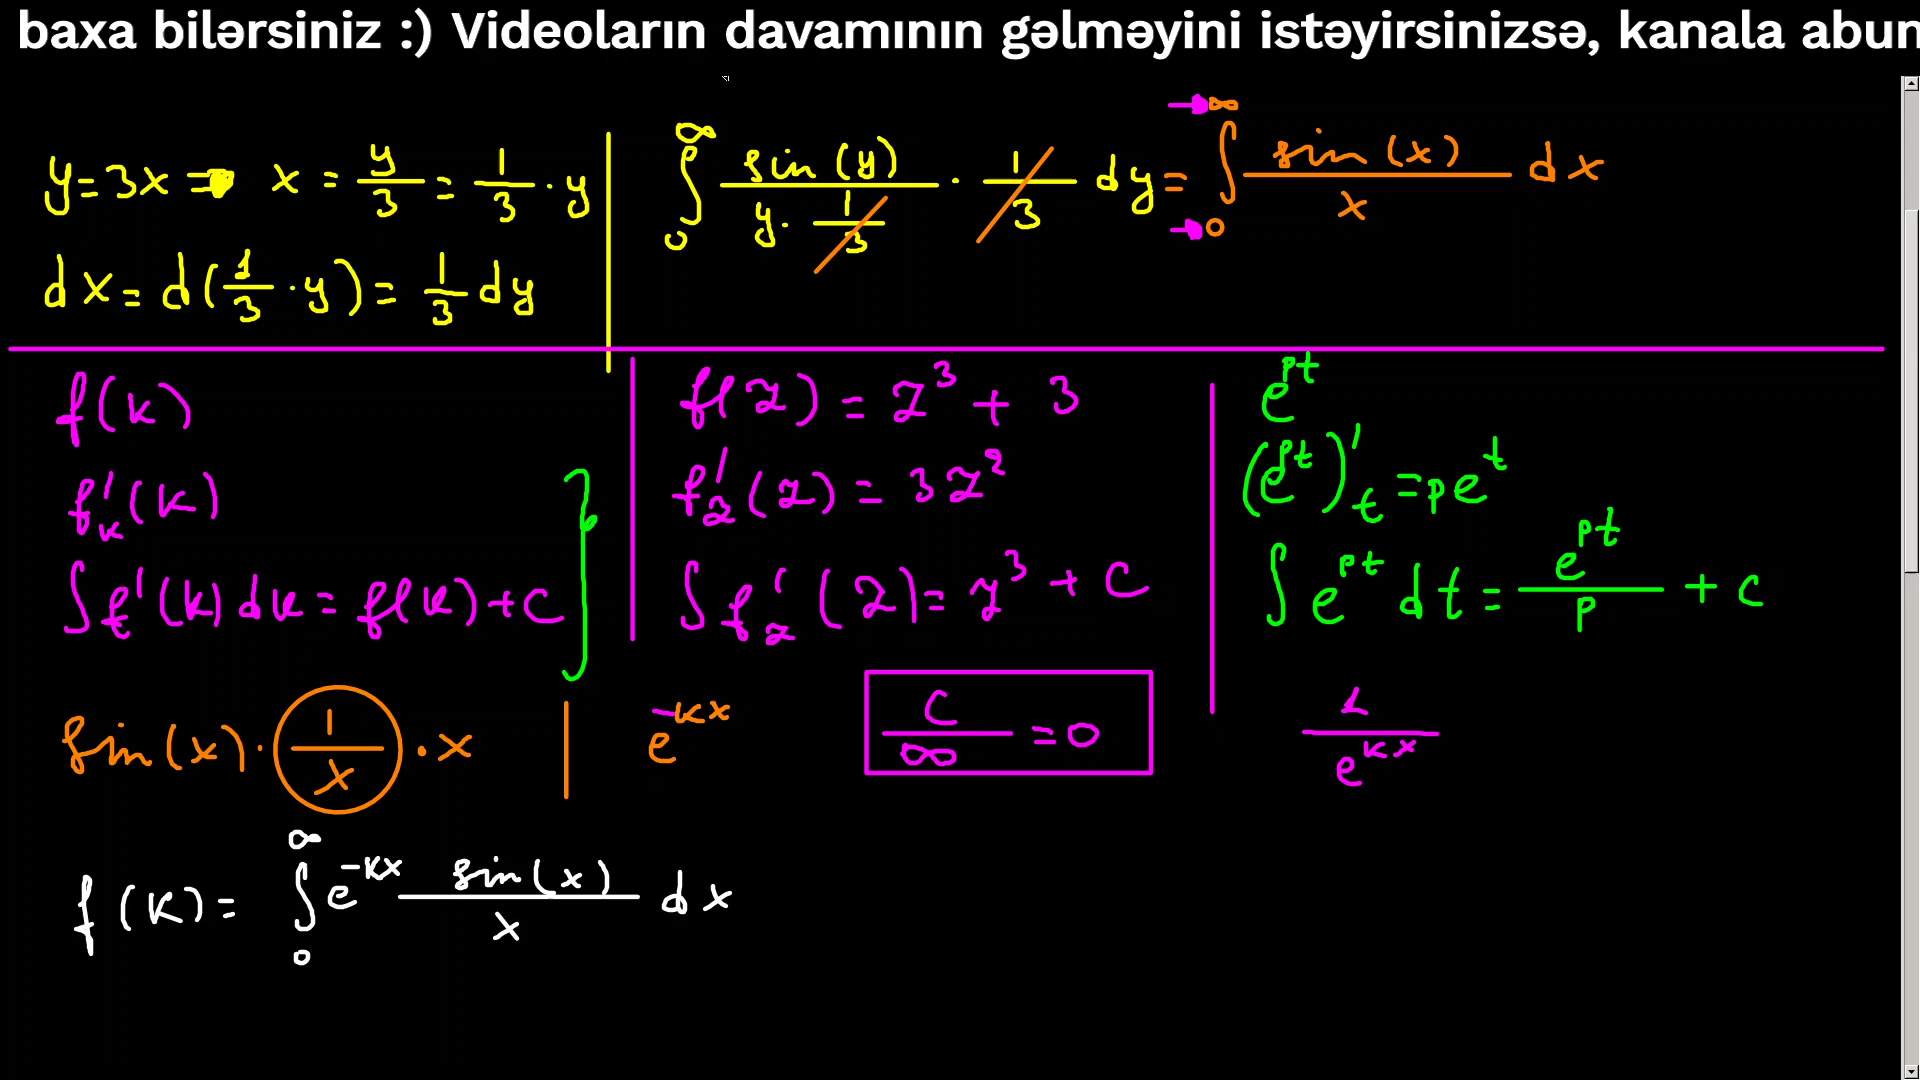 baxa bilərsiniz :) Videoların davamının gəlməyini istəyirsinizsə, kanala abun
y=3x ⇒ x = y/3 = 1/3 · y
dx = d(1/3 · y) = 1/3 dy
∫₀^∞ sin(y)/(y · 1/3) · 1/3 dy = ∫₀^∞ sin(x)/x dx
f(k)
f'ₖ(k)
∫f'(k)dk = f(k)+C
f(z) = z³ + 3
f'_z(z) = 3z²
∫f'_z(z) = z³ + C
e^{pt}
(e^{pt})'_t = pe^t
∫e^{pt} dt = e^{pt}/p + C
sin(x) · 1/x · x | e^{-kx}
C/∞ = 0
1/e^{kx}
f(k) = ∫₀^∞ e^{-kx} sin(x)/x dx